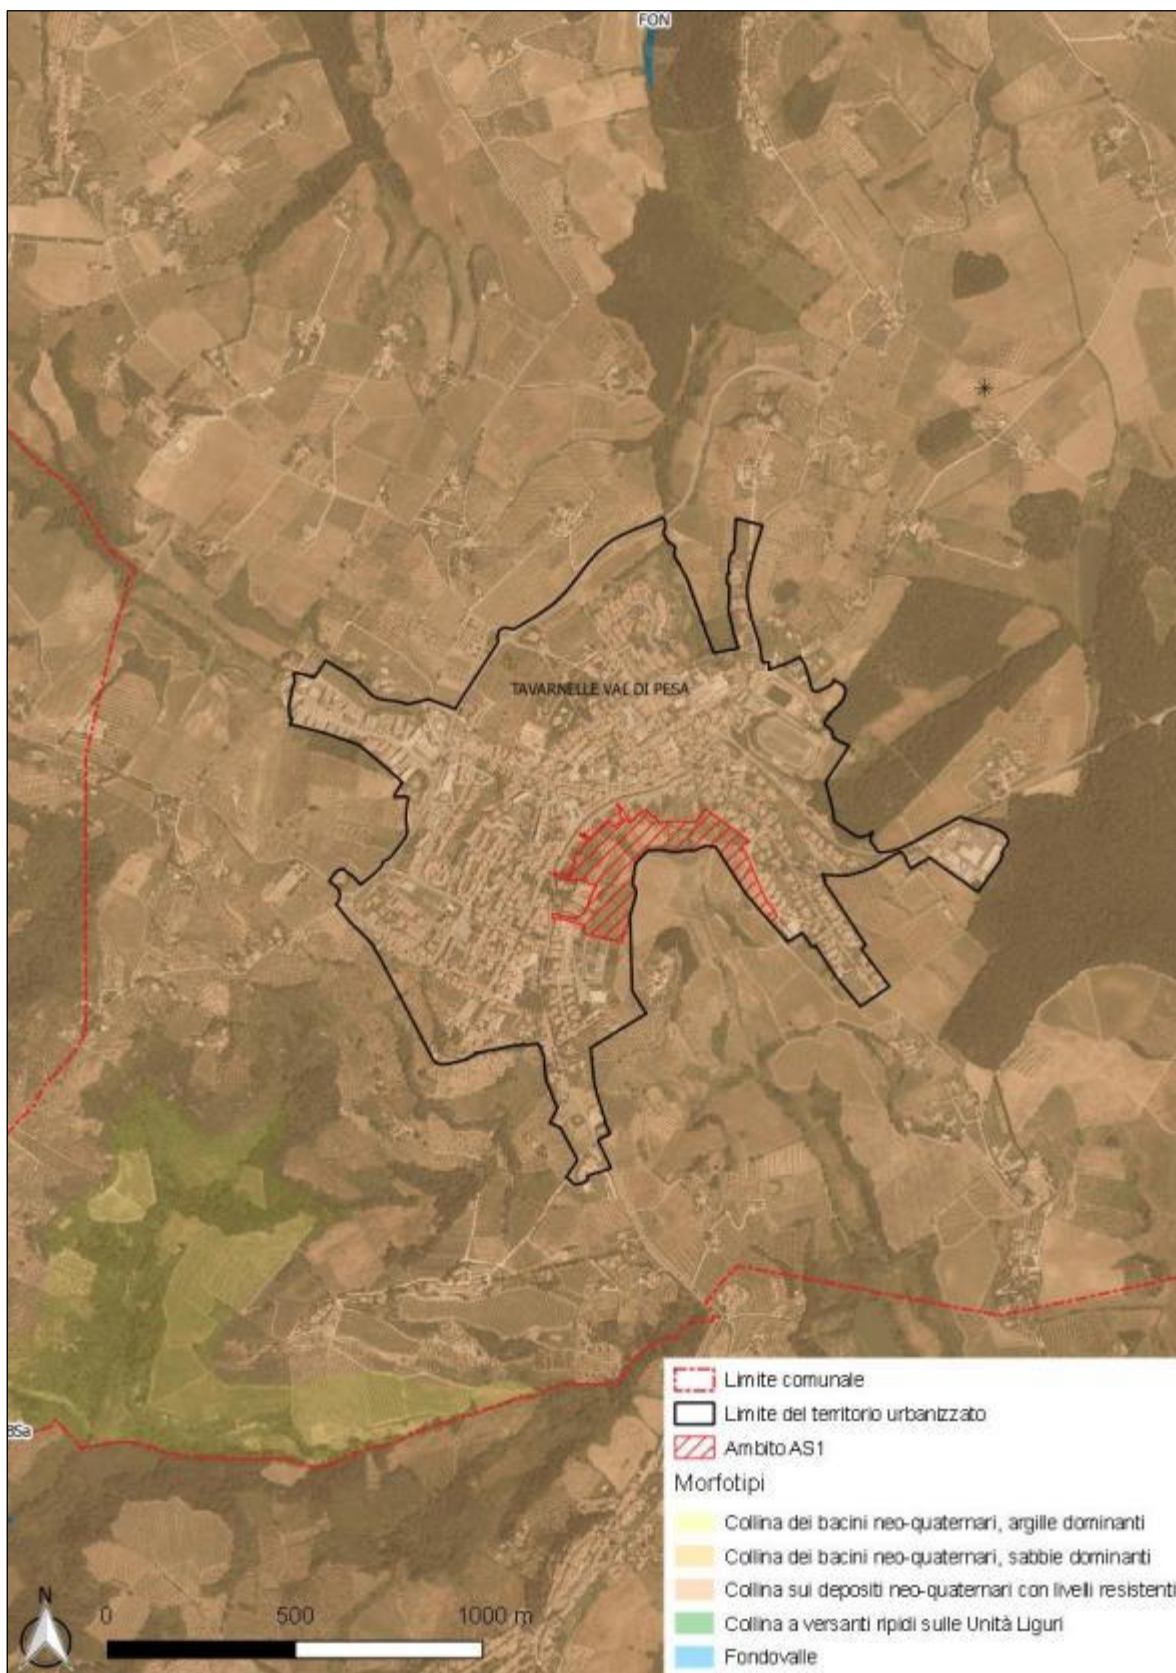 FON
TAVARNELLE VAL DI PESA
BSa
Limite comunale
Limite del territorio urbanizzato
Ambito AS1
Morfotipi
Collina dei bacini neo-quaternari, argille dominanti
Collina dei bacini neo-quaternari, sabbie dominanti
Collina sui depositi neo-quaternari con livelli resistenti
Collina a versanti ripidi sulle Unità Liguri
Fondovalle
N
0 500 1000 m